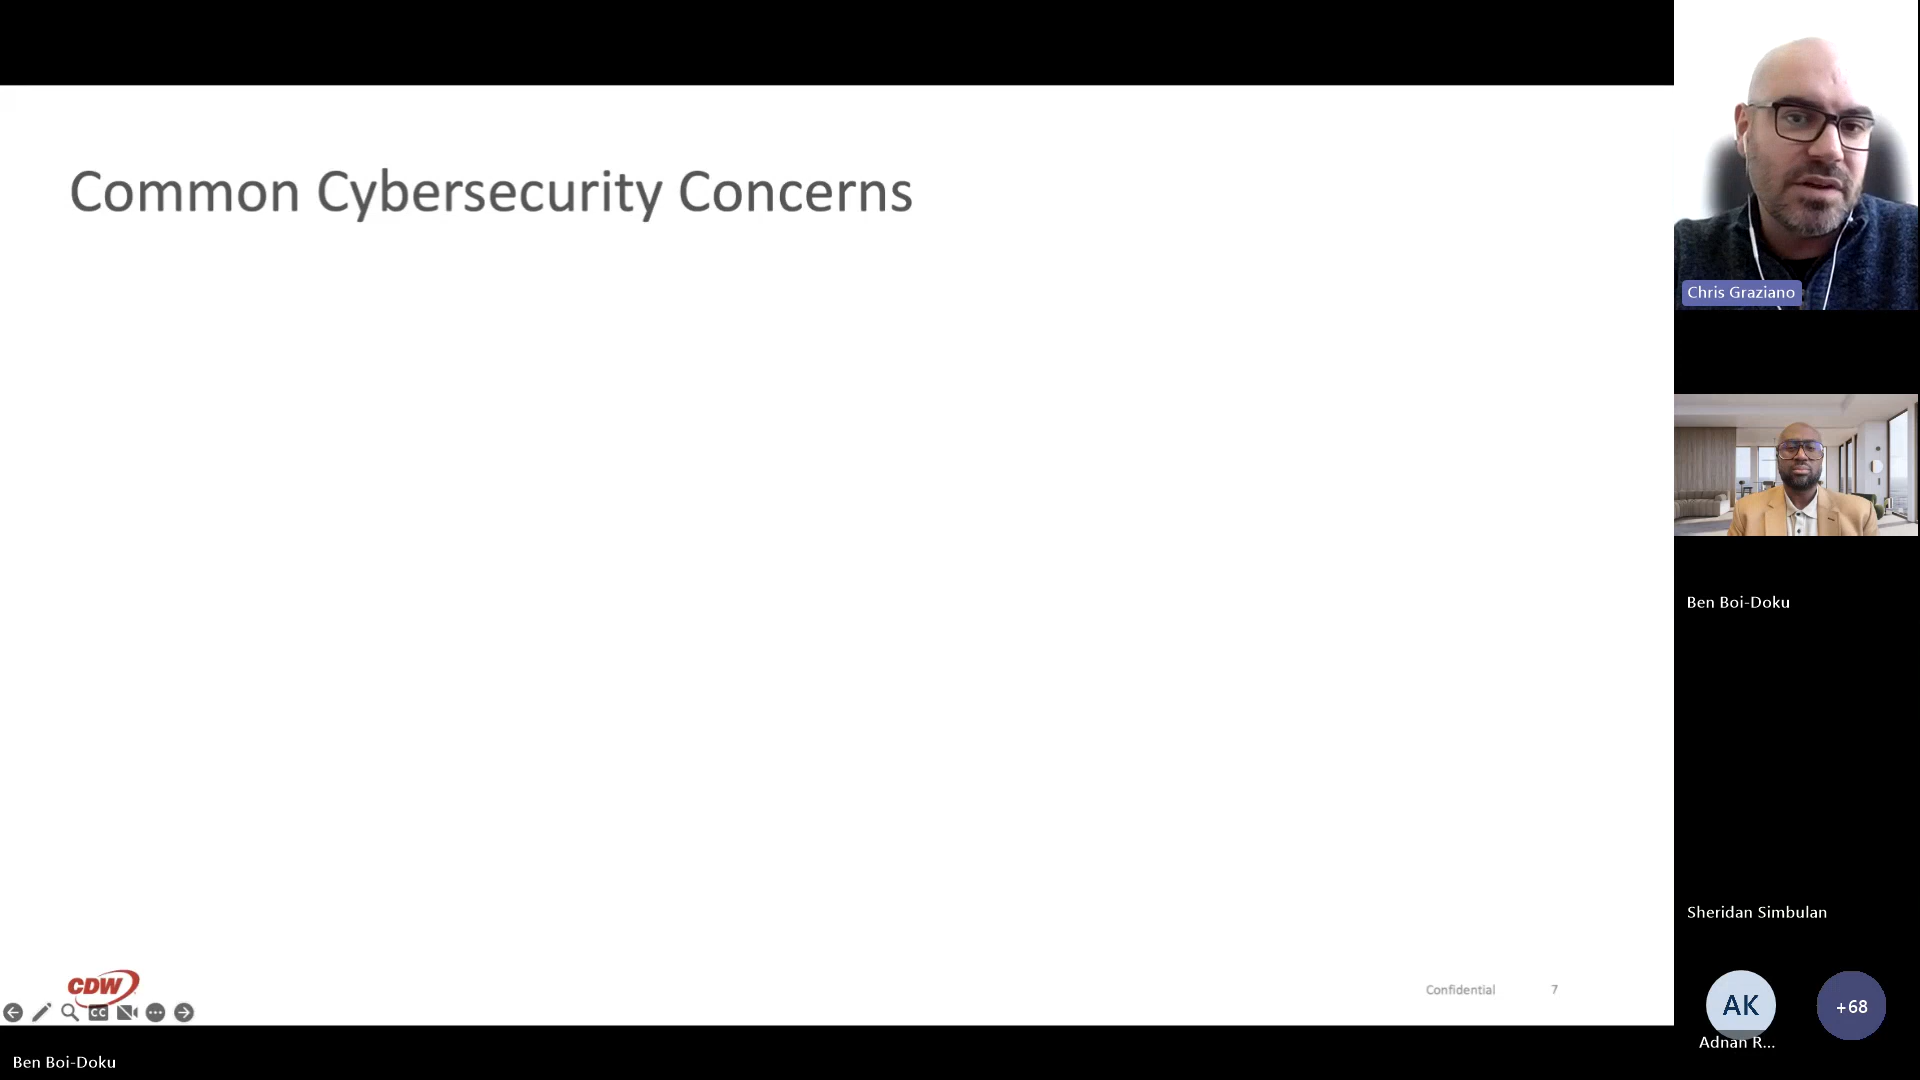 Common Cybersecurity Concerns
Chris Graziano
Ben Boi-Doku
Sheridan Simbulan
CDW
Confidential 7
CC
AK
+68
Adnan R...
Ben Boi-Doku